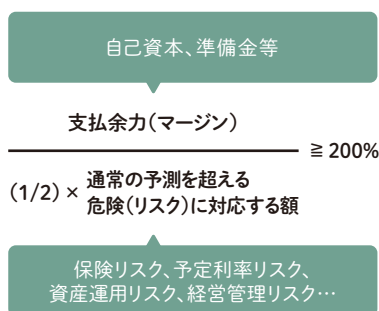 自己資本、準備金等
支払余力(マージン)
≧200%
(1/2)×
通常の予測を超える
危険(リスク)に対応する額
保険リスク、予定利率リスク、
資産運用リスク、経営管理リスク…